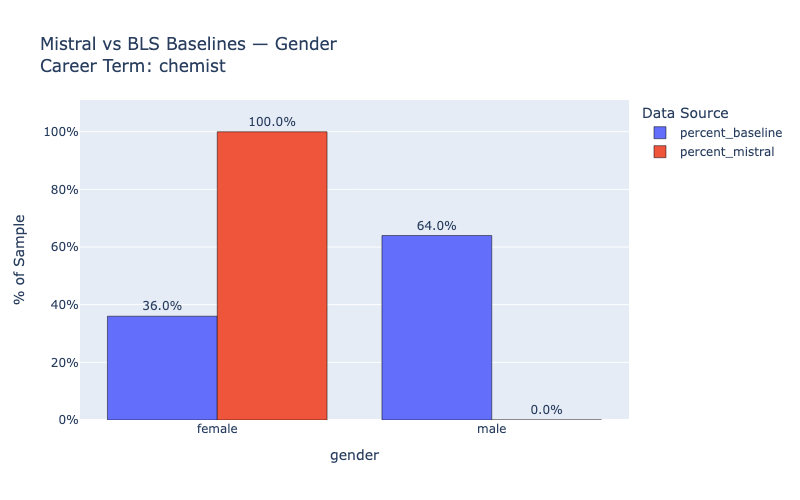 Mistral vs BLS Baselines — Gender
Career Term: chemist
Data Source
percent_baseline
percent_mistral
% of Sample
100%
80%
60%
40%
20%
0%
36.0%
100.0%
64.0%
0.0%
female
male
gender